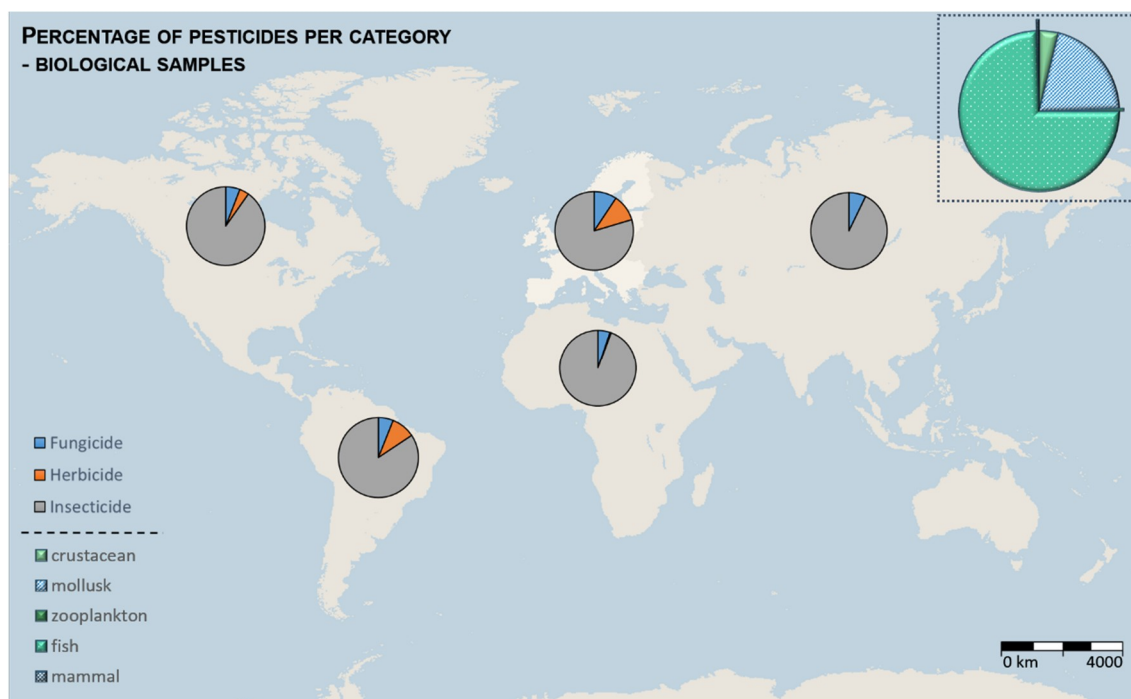 PERCENTAGE OF PESTICIDES PER CATEGORY
- BIOLOGICAL SAMPLES
Fungicide
Herbicide
Insecticide
crustacean
mollusk
zooplankton
fish
mammal
0 km 4000